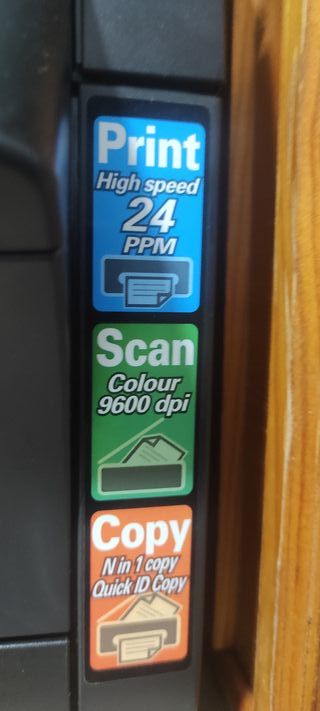 Print
High speed
24
PPM
Scan
Colour
9600 dpi
Copy
N in 1 copy
Quick ID Copy